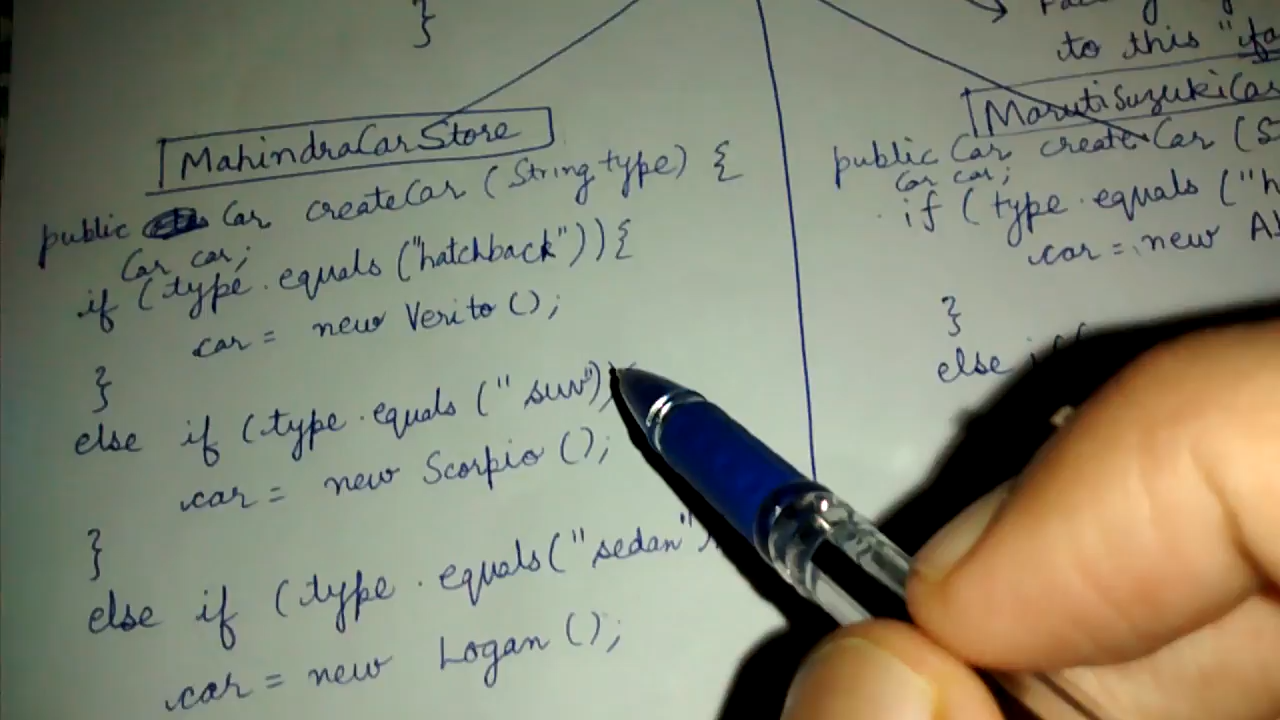 }
MahindraCarStore
public Car createCar (String type) {
Car car;
if (type.equals ("hatchback")){
car = new Verito ();
}
else if (type.equals ("suv"))
car = new Scorpio ();
}
else if (type.equals("sedan")
car = new Logan ();
to this "
MarutiSuzukiCar
public Car createCar (
Car car;
if (type.equals ("h
car = new
}
else if (